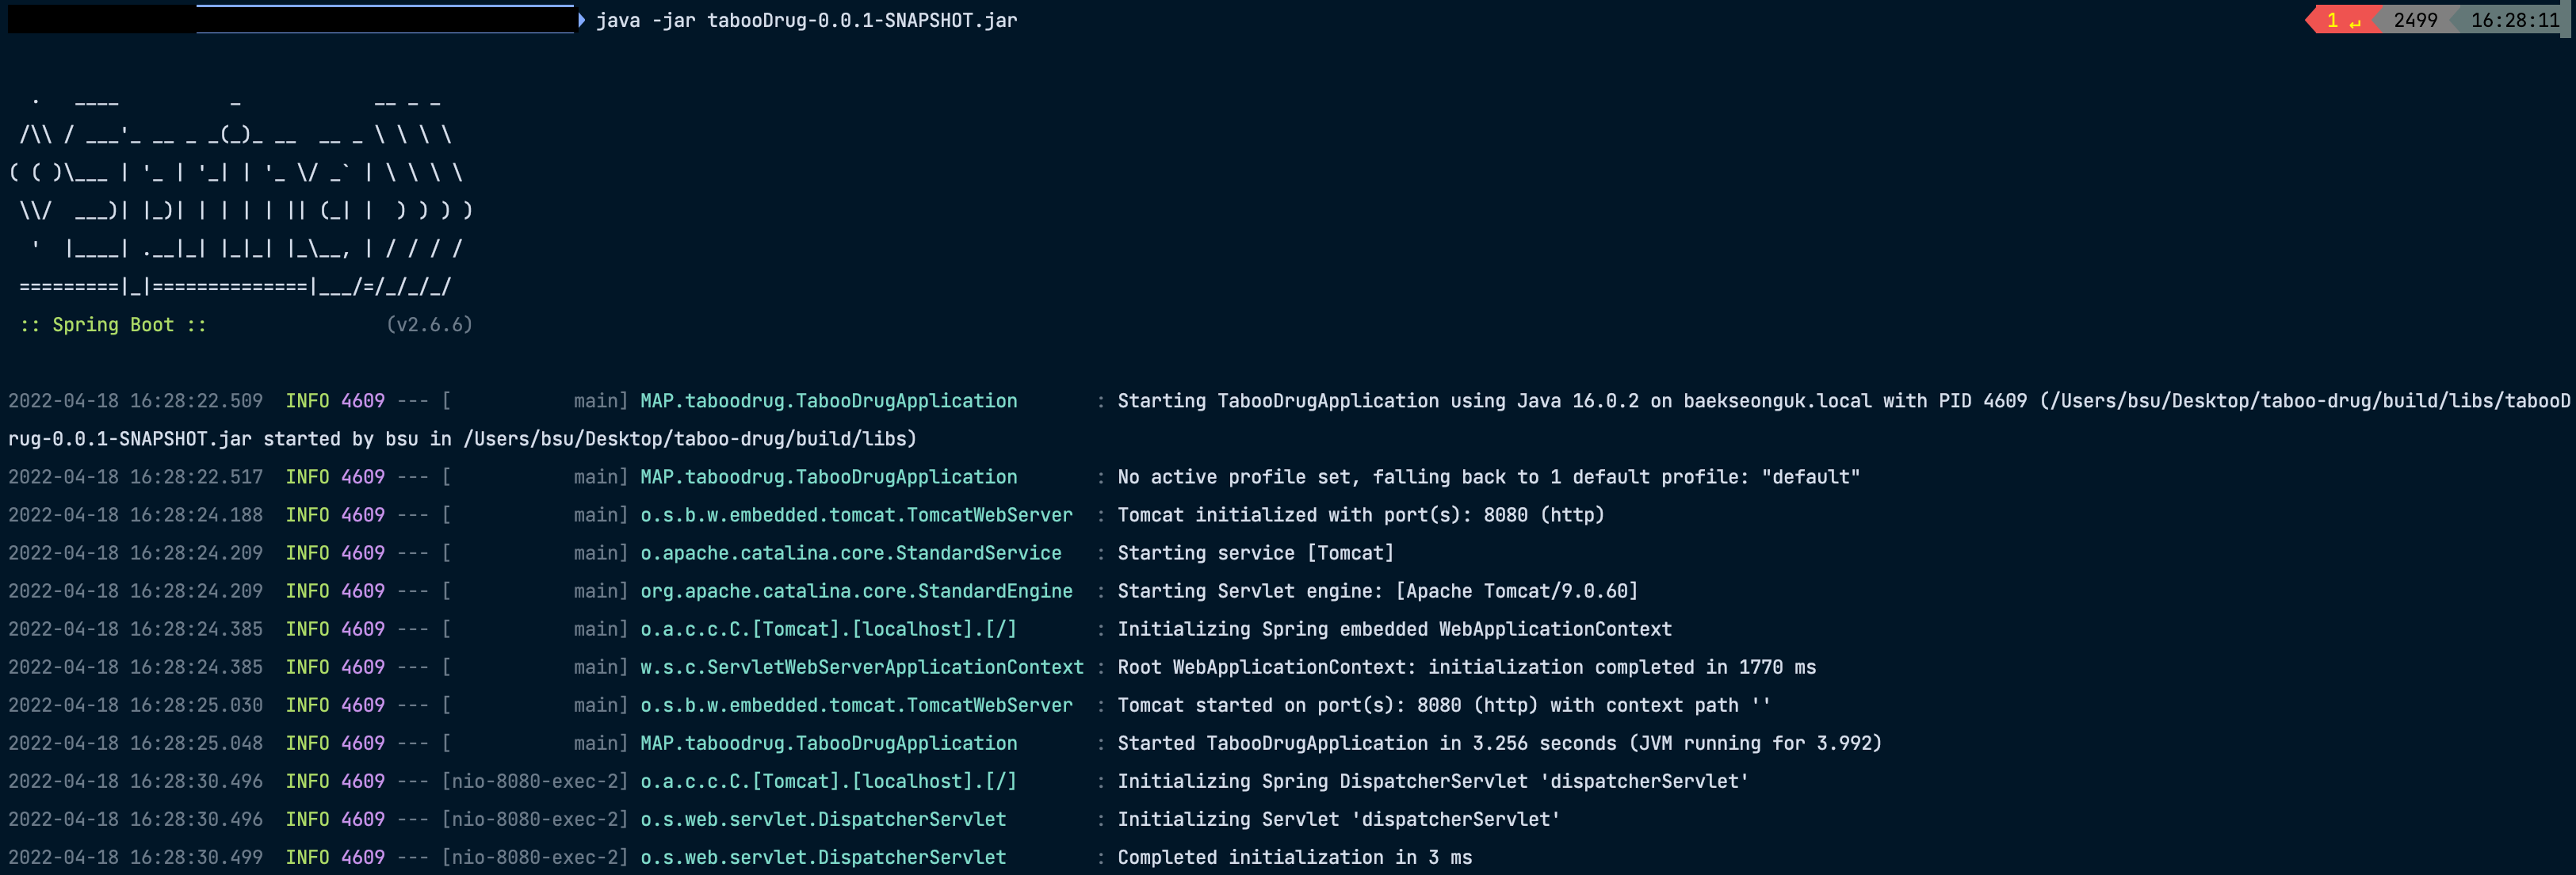 java -jar tabooDrug-0.0.1-SNAPSHOT.jar 1 ↵ 2499 16:28:11
  .   ____          _            __ _ _
 /\\ / ___'_ __ _ _(_)_ __  __ _ \ \ \ \
( ( )\___ | '_ | '_| | '_ \/ _` | \ \ \ \
 \\/  ___)| |_)| | | | | || (_| |  ) ) ) )
  '  |____| .__|_| |_|_| |_\__, | / / / /
 =========|_|==============|___/=/_/_/_/
 :: Spring Boot ::                (v2.6.6)
2022-04-18 16:28:22.509  INFO 4609 --- [           main] MAP.taboodrug.TabooDrugApplication       : Starting TabooDrugApplication using Java 16.0.2 on baekseonguk.local with PID 4609 (/Users/bsu/Desktop/taboo-drug/build/libs/tabooD
rug-0.0.1-SNAPSHOT.jar started by bsu in /Users/bsu/Desktop/taboo-drug/build/libs)
2022-04-18 16:28:22.517  INFO 4609 --- [           main] MAP.taboodrug.TabooDrugApplication       : No active profile set, falling back to 1 default profile: "default"
2022-04-18 16:28:24.188  INFO 4609 --- [           main] o.s.b.w.embedded.tomcat.TomcatWebServer  : Tomcat initialized with port(s): 8080 (http)
2022-04-18 16:28:24.209  INFO 4609 --- [           main] o.apache.catalina.core.StandardService   : Starting service [Tomcat]
2022-04-18 16:28:24.209  INFO 4609 --- [           main] org.apache.catalina.core.StandardEngine  : Starting Servlet engine: [Apache Tomcat/9.0.60]
2022-04-18 16:28:24.385  INFO 4609 --- [           main] o.a.c.c.C.[Tomcat].[localhost].[/]       : Initializing Spring embedded WebApplicationContext
2022-04-18 16:28:24.385  INFO 4609 --- [           main] w.s.c.ServletWebServerApplicationContext : Root WebApplicationContext: initialization completed in 1770 ms
2022-04-18 16:28:25.030  INFO 4609 --- [           main] o.s.b.w.embedded.tomcat.TomcatWebServer  : Tomcat started on port(s): 8080 (http) with context path ''
2022-04-18 16:28:25.048  INFO 4609 --- [           main] MAP.taboodrug.TabooDrugApplication       : Started TabooDrugApplication in 3.256 seconds (JVM running for 3.992)
2022-04-18 16:28:30.496  INFO 4609 --- [nio-8080-exec-2] o.a.c.c.C.[Tomcat].[localhost].[/]       : Initializing Spring DispatcherServlet 'dispatcherServlet'
2022-04-18 16:28:30.496  INFO 4609 --- [nio-8080-exec-2] o.s.web.servlet.DispatcherServlet        : Initializing Servlet 'dispatcherServlet'
2022-04-18 16:28:30.499  INFO 4609 --- [nio-8080-exec-2] o.s.web.servlet.DispatcherServlet        : Completed initialization in 3 ms